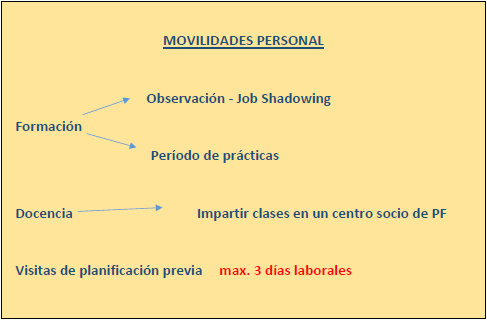 MOVILIDADES PERSONAL
Observación - Job Shadowing
Formación
Período de prácticas
Docencia Impartir clases en un centro socio de PF
Visitas de planificación previa max. 3 días laborales